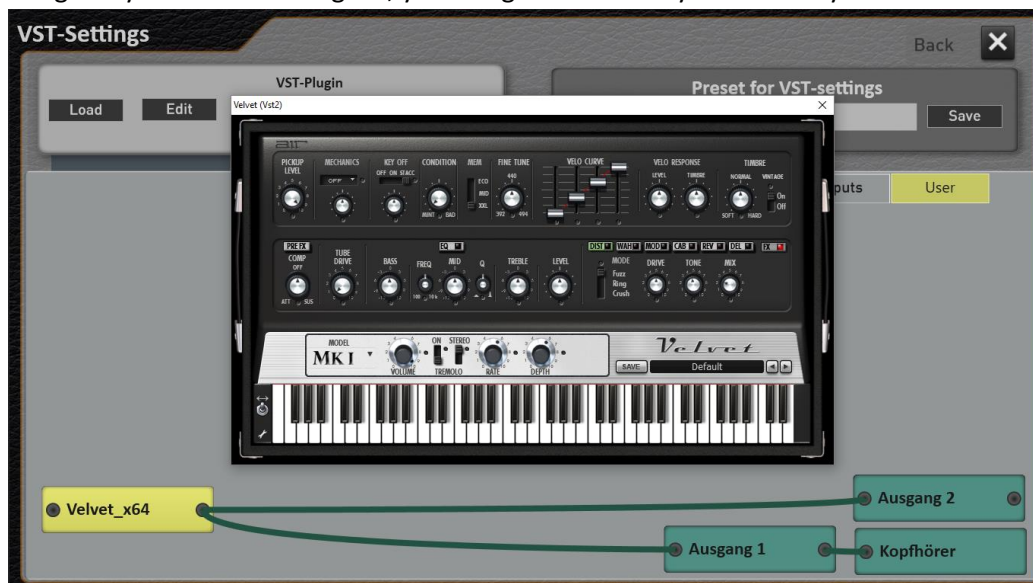 VST-Settings
Back
VST-Plugin
Load
Edit
Preset for VST-settings
Save
Velvet (Vst2)
air
PICKUP LEVEL
MECHANICS
OFF
KEY OFF
OFF ON STACC
CONDITION
MINT
BAD
MEM
ECO
MID
XXL
FINE TUNE
440
392
494
VELO CURVE
VELO RESPONSE
LEVEL
TIMBRE
TIMBRE
NORMAL
VINTAGE
On
Off
SOFT
HARD
puts
User
PRE FX
COMP
OFF
ATT
SUS
TUBE DRIVE
EQ
BASS
FREQ
MID
Q
TREBLE
LEVEL
DIST
WAH
MOD
CAB
REV
DEL
FX
MODE
Fuzz
Ring
Crush
DRIVE
TONE
MIX
MODEL
MK I
VOLUME
ON
STEREO
TREMOLO
RATE
DEPTH
Velvet
SAVE
Default
Velvet_x64
Ausgang 2
Ausgang 1
Kopfhörer